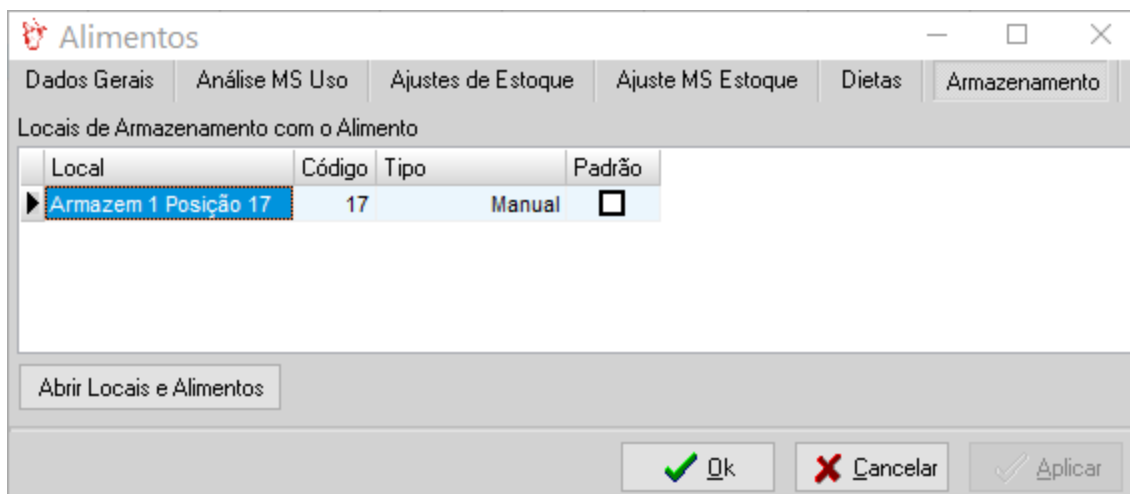 Alimentos
Dados Gerais Análise MS Uso Ajustes de Estoque Ajuste MS Estoque Dietas Armazenamento
Locais de Armazenamento com o Alimento
Local Código Tipo Padrão
Armazem 1 Posição 17 17 Manual
Abrir Locais e Alimentos
Ok Cancelar Aplicar